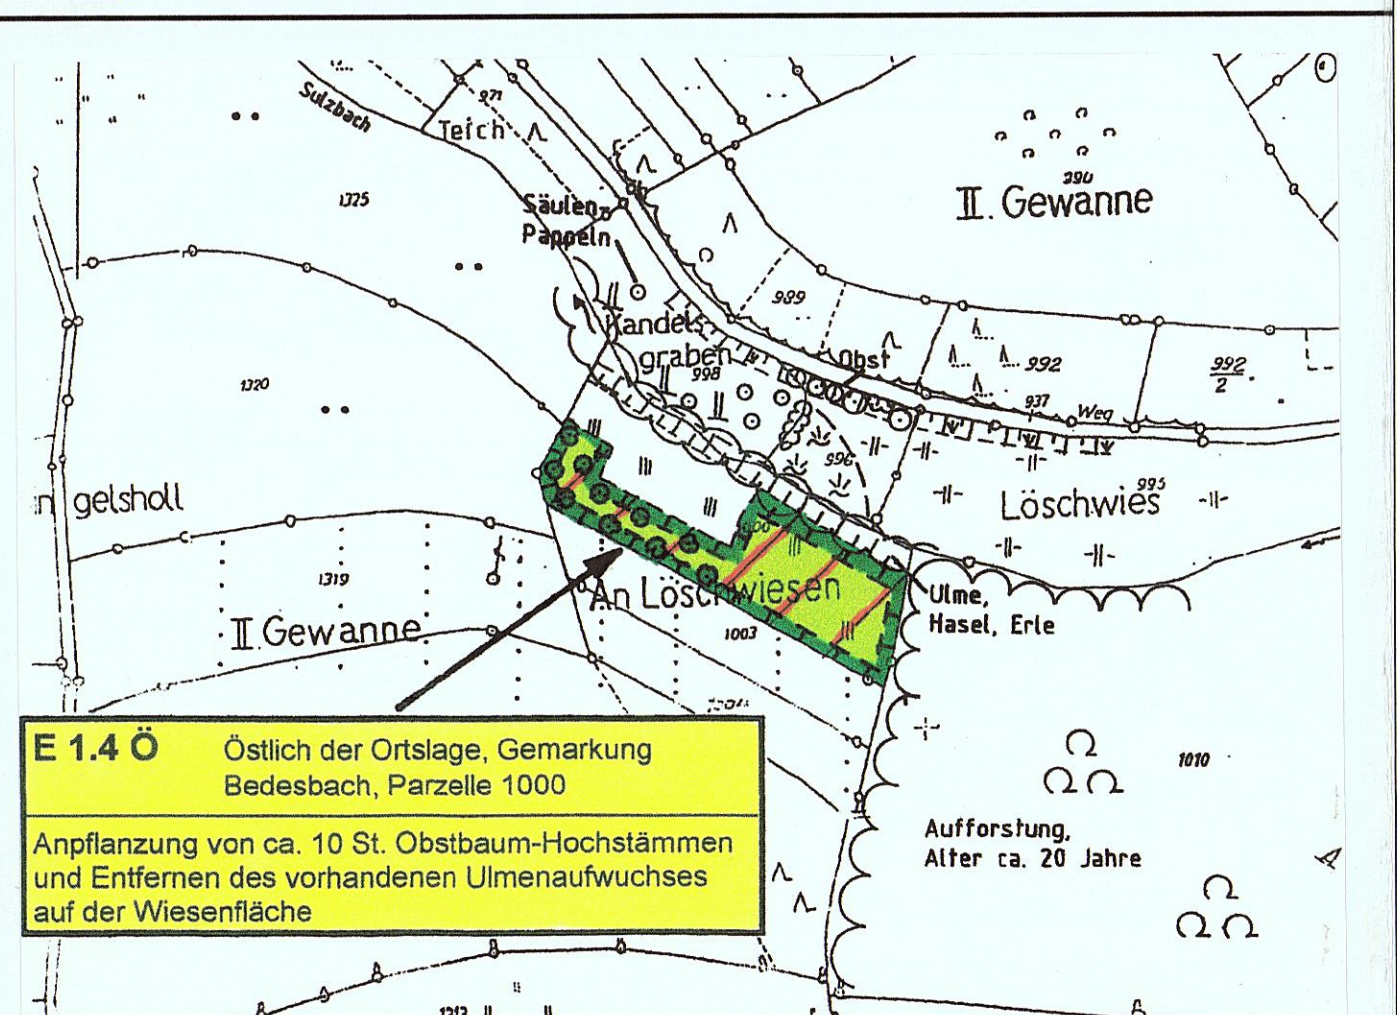 Sulzbach
971
Teich
1325
Säulen-
Pappeln
390
II. Gewanne
989
Kandels
graben
998
Obst
992
992
2
937
Weg
1320
996
995
Löschwies
gelsholl
1319
II. Gewanne
An Löschwiesen
1003
Ulme,
Hasel, Erle
1010
Aufforstung,
Alter ca. 20 Jahre
E 1.4 Ö
Östlich der Ortslage, Gemarkung
Bedesbach, Parzelle 1000
Anpflanzung von ca. 10 St. Obstbaum-Hochstämmen
und Entfernen des vorhandenen Ulmenaufwuchses
auf der Wiesenfläche